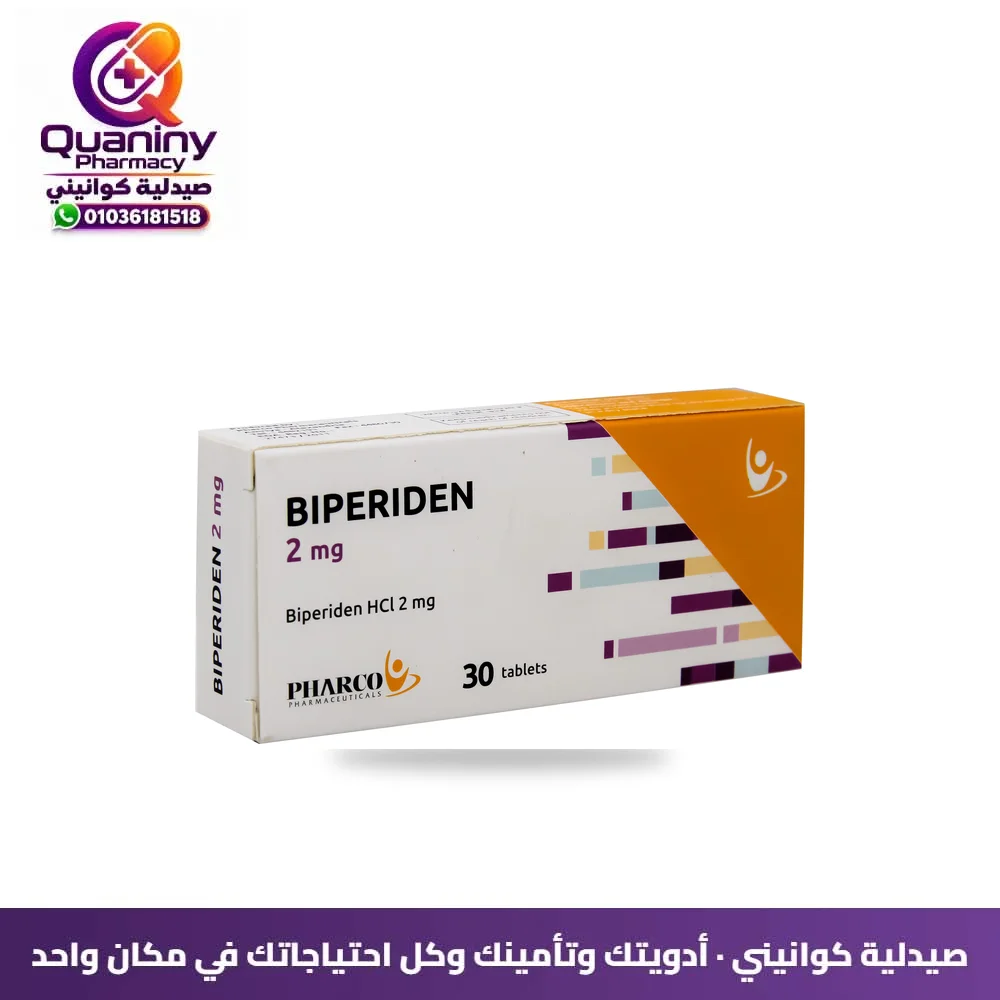 Quaniny
Pharmacy
صيدلية كوانيني
01036181518
BIPERIDEN
2 mg
Biperiden HCl 2 mg
PHARCO
PHARMACEUTICALS
30 tablets
BIPERIDEN 2 mg
صيدلية كوانيني · أدويتك وتأمينك وكل احتياجاتك في مكان واحد